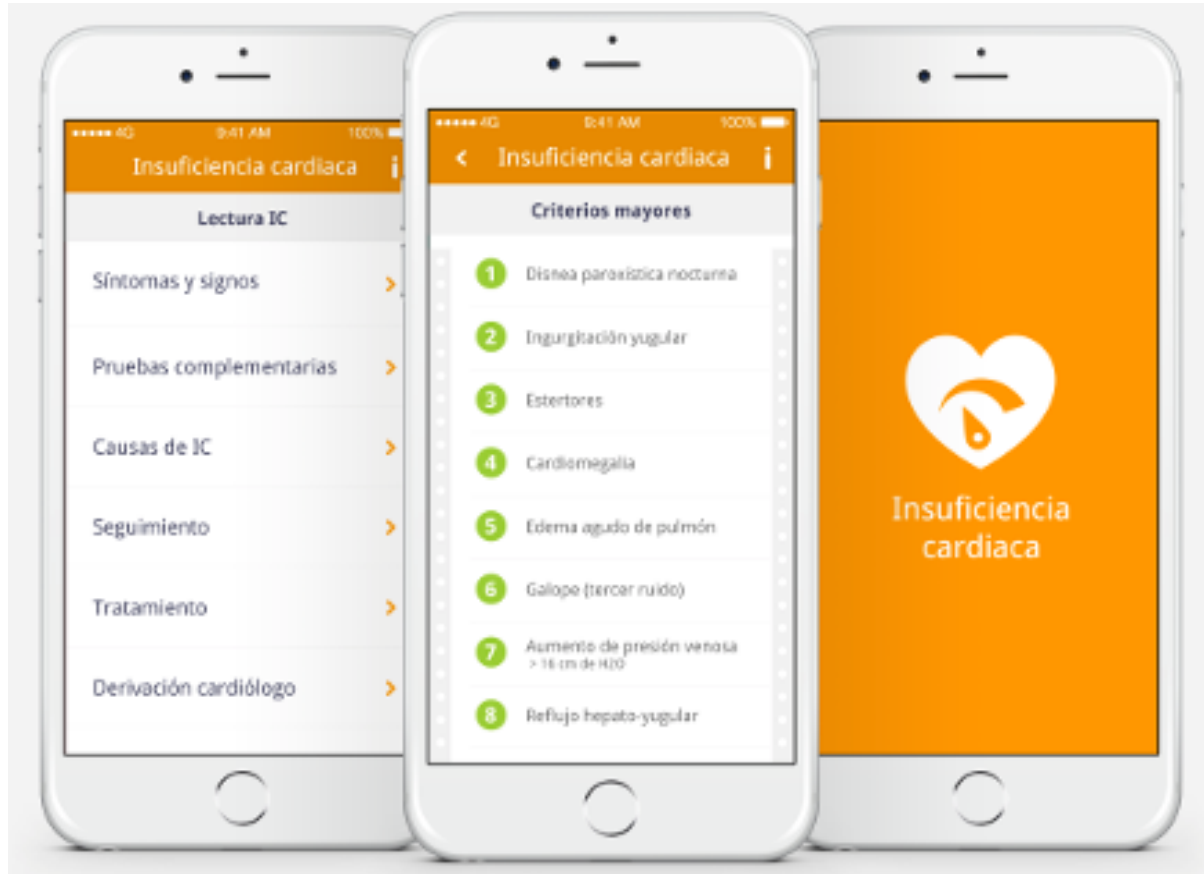 4G 9:41 AM 100%
Insuficiencia cardiaca i
Lectura IC
Síntomas y signos
Pruebas complementarias
Causas de IC
Seguimiento
Tratamiento
Derivación cardiólogo
4G 9:41 AM 100%
< Insuficiencia cardiaca i
Criterios mayores
1 Disnea paroxística nocturna
2 Ingurgitación yugular
3 Estertores
4 Cardiomegalia
5 Edema agudo de pulmón
6 Galope (tercer ruido)
7 Aumento de presión venosa
> 16 cm de H2O
8 Reflujo hepato-yugular
Insuficiencia
cardiaca